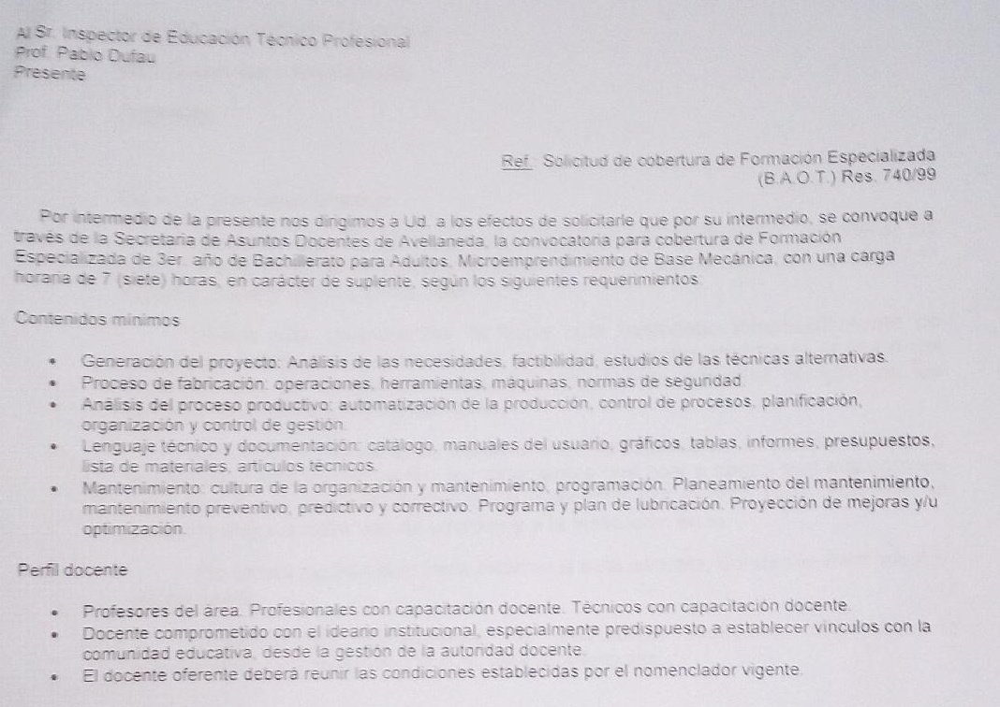 Al Sr. Inspector de Educación Técnico Profesional
Prof. Pablo Dufau
Presente
Ref.: Solicitud de cobertura de Formación Especializada
(B.A.O.T.) Res. 740/99
Por intermedio de la presente nos dirigimos a Ud. a los efectos de solicitarle que por su intermedio, se convoque a
través de la Secretaría de Asuntos Docentes de Avellaneda, la convocatoria para cobertura de Formación
Especializada de 3er. año de Bachillerato para Adultos, Microemprendimiento de Base Mecánica, con una carga
horaria de 7 (siete) horas, en carácter de suplente, según los siguientes requerimientos:
Contenidos mínimos
• Generación del proyecto: Análisis de las necesidades, factibilidad, estudios de las técnicas alternativas.
• Proceso de fabricación: operaciones, herramientas, máquinas, normas de seguridad.
• Análisis del proceso productivo: automatización de la producción, control de procesos, planificación,
organización y control de gestión.
• Lenguaje técnico y documentación: catálogo, manuales del usuario, gráficos, tablas, informes, presupuestos,
lista de materiales, artículos técnicos.
• Mantenimiento: cultura de la organización y mantenimiento, programación. Planeamiento del mantenimiento,
mantenimiento preventivo, predictivo y correctivo. Programa y plan de lubricación. Proyección de mejoras y/u
optimización.
Perfil docente
• Profesores del área. Profesionales con capacitación docente. Técnicos con capacitación docente.
• Docente comprometido con el ideario institucional, especialmente predispuesto a establecer vínculos con la
comunidad educativa, desde la gestión de la autoridad docente.
• El docente oferente deberá reunir las condiciones establecidas por el nomenclador vigente.